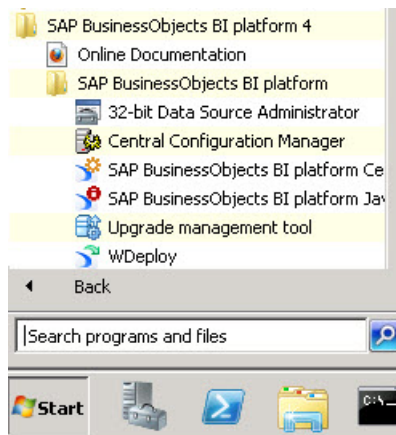 SAP BusinessObjects BI platform 4
Online Documentation
SAP BusinessObjects BI platform
32-bit Data Source Administrator
Central Configuration Manager
SAP BusinessObjects BI platform Ce
SAP BusinessObjects BI platform Jav
Upgrade management tool
WDeploy
Back
Search programs and files
Start
C:\